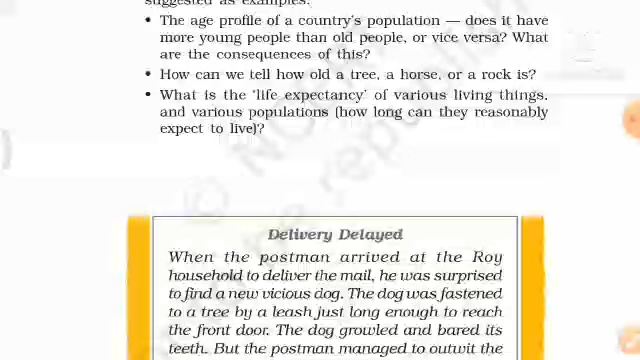 suggested as examples.
• The age profile of a country's population — does it have
more young people than old people, or vice versa? What
are the consequences of this?
• How can we tell how old a tree, a horse, or a rock is?
• What is the 'life expectancy' of various living things,
and various populations (how long can they reasonably
expect to live)?
Delivery Delayed
When the postman arrived at the Roy
household to deliver the mail, he was surprised
to find a new vicious dog. The dog was fastened
to a tree by a leash just long enough to reach
the front door. The dog growled and bared its
teeth. But the postman managed to outwit the